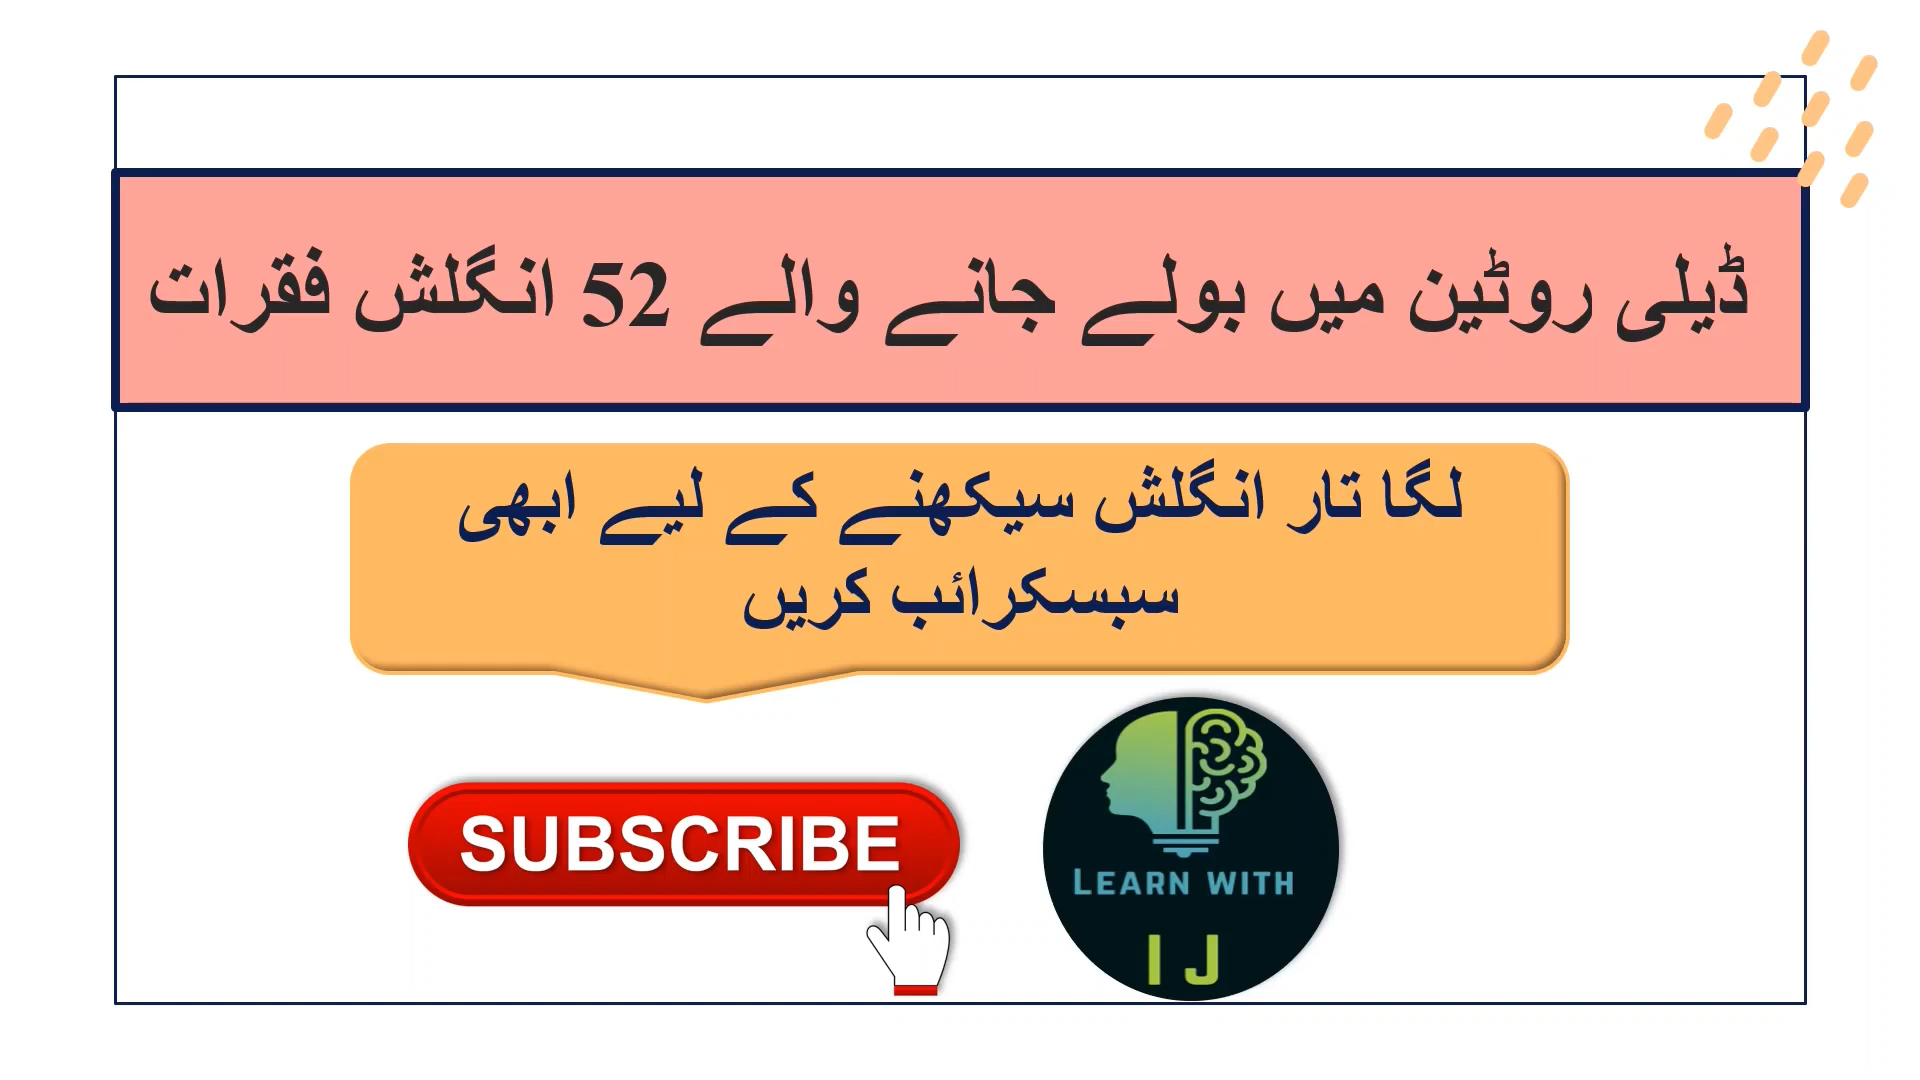 ڈیلی روٹین میں بولے جانے والے 52 انگلش فقرات
لگا تار انگلش سیکھنے کے لیے ابھی
سبسکرائب کریں
SUBSCRIBE
LEARN WITH
I J